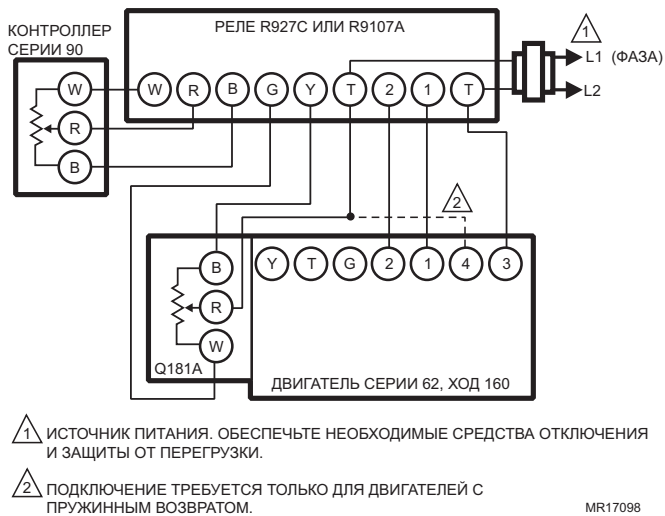 КОНТРОЛЛЕР
СЕРИИ 90
РЕЛЕ R927C ИЛИ R9107A
1
L1 (ФАЗА)
L2
W
R
B
W R B G Y T 2 1 T
2
B
R
W
Q181A
Y T G 2 1 4 3
ДВИГАТЕЛЬ СЕРИИ 62, ХОД 160
1 ИСТОЧНИК ПИТАНИЯ. ОБЕСПЕЧЬТЕ НЕОБХОДИМЫЕ СРЕДСТВА ОТКЛЮЧЕНИЯ
И ЗАЩИТЫ ОТ ПЕРЕГРУЗКИ.
2 ПОДКЛЮЧЕНИЕ ТРЕБУЕТСЯ ТОЛЬКО ДЛЯ ДВИГАТЕЛЕЙ С
ПРУЖИННЫМ ВОЗВРАТОМ.
MR17098